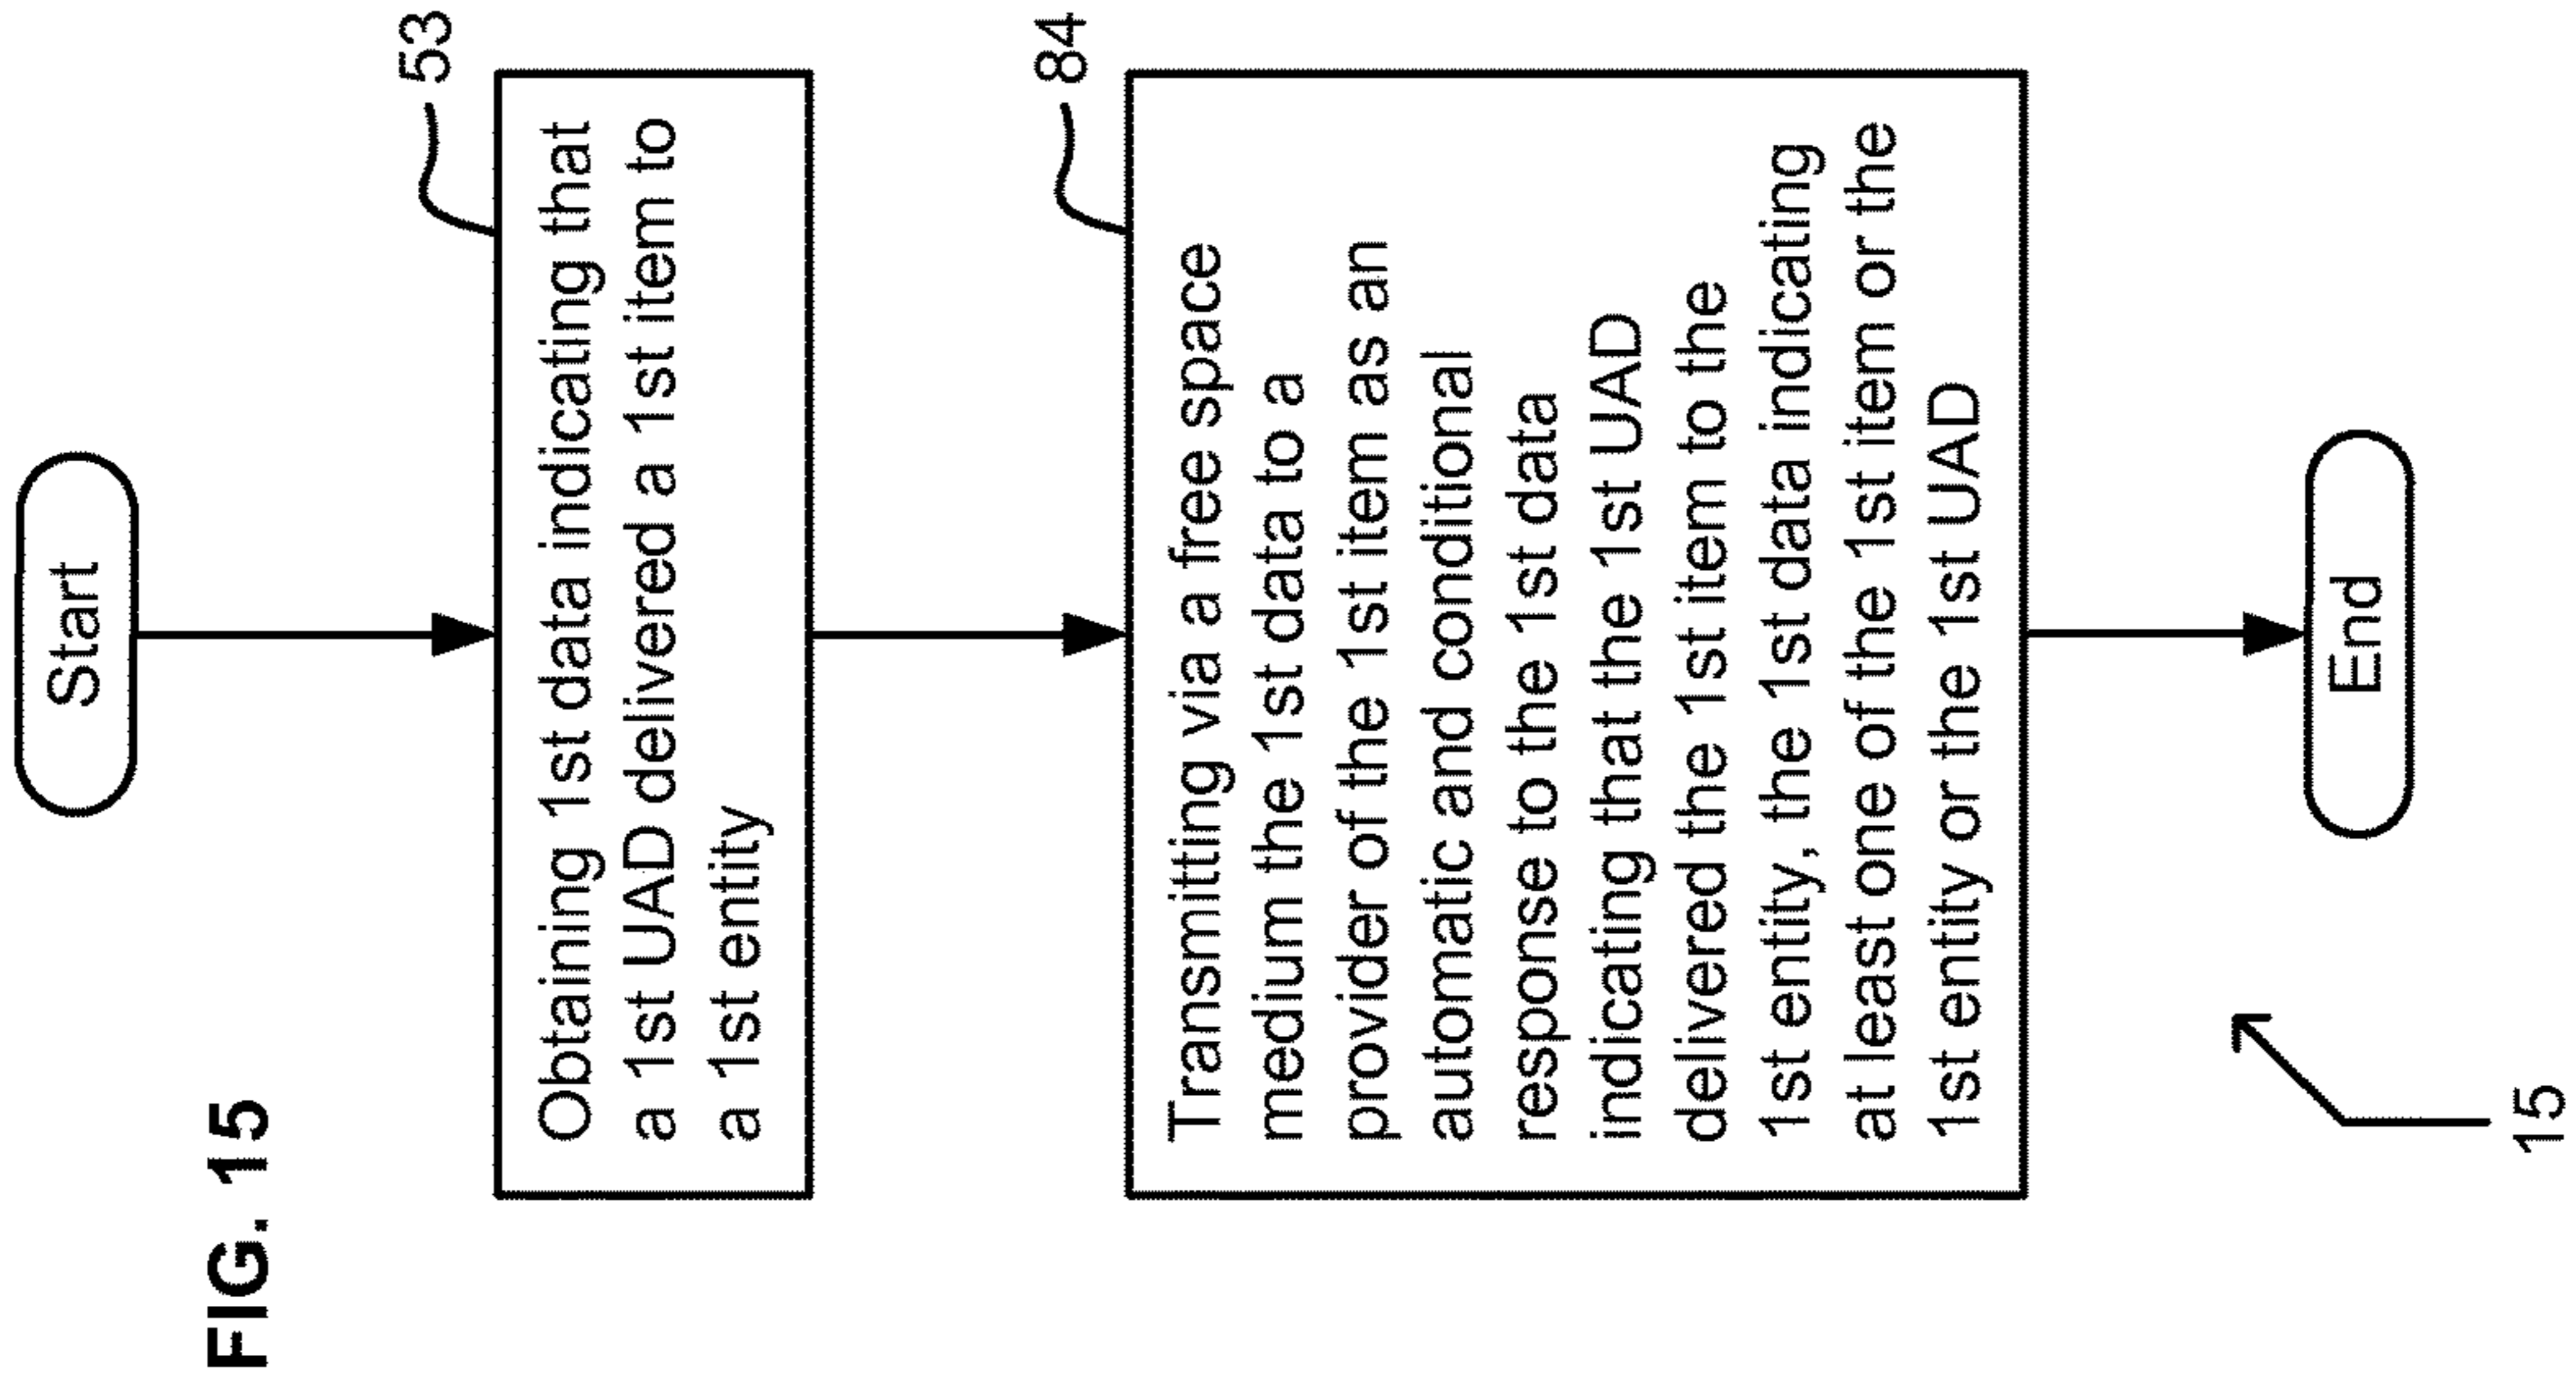 FIG. 15
Start
53
Obtaining 1st data indicating that
a 1st UAD delivered a 1st item to
a 1st entity
84
Transmitting via a free space
medium the 1st data to a
provider of the 1st item as an
automatic and conditional
response to the 1st data
indicating that the 1st UAD
delivered the 1st item to the
1st entity, the 1st data indicating
at least one of the 1st item or the
1st entity or the 1st UAD
End
15